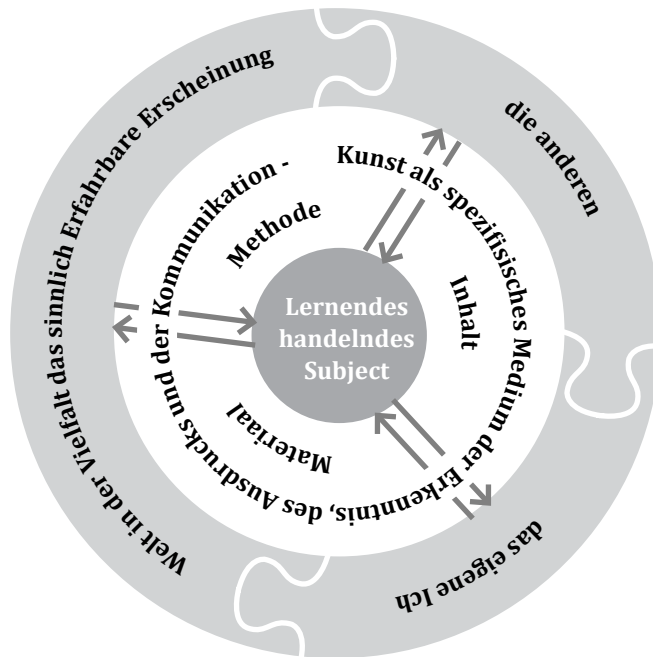 Welt in der Vielfalt das sinnlich Erfahrbare Erscheinung
die anderen
das eigene Ich
Kunst als spezifisisches Medium der Erkenntnis, des Ausdrucks und der Kommunikation -
Methode
Inhalt
Materiaal
Lernendes
handelndes
Subject